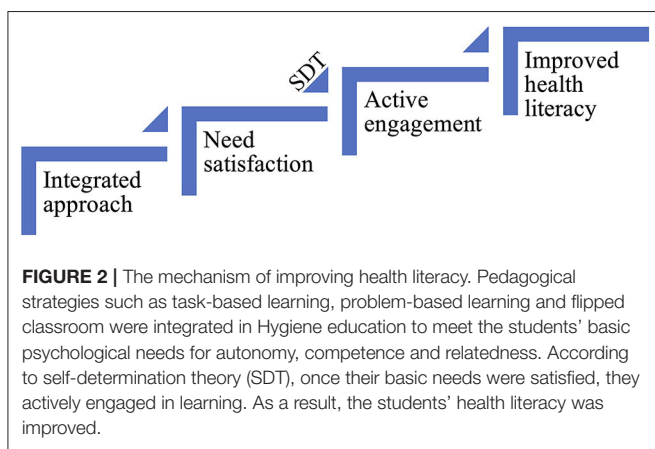 SDT
Improved
health
literacy
Active
engagement
Need
satisfaction
Integrated
approach
FIGURE 2 | The mechanism of improving health literacy. Pedagogical
strategies such as task-based learning, problem-based learning and flipped
classroom were integrated in Hygiene education to meet the students’ basic
psychological needs for autonomy, competence and relatedness. According
to self-determination theory (SDT), once their basic needs were satisfied, they
actively engaged in learning. As a result, the students’ health literacy was
improved.